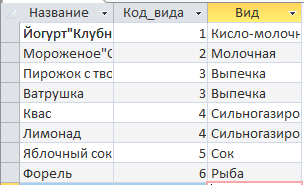 Название Код_вида Вид
Йогурт"Клубн 1 Кисло-молочн
Мороженое"С 2 Молочная
Пирожок с тво 3 Выпечка
Ватрушка 3 Выпечка
Квас 4 Сильногазиро
Лимонад 4 Сильногазиро
Яблочный сок 5 Сок
Форель 6 Рыба